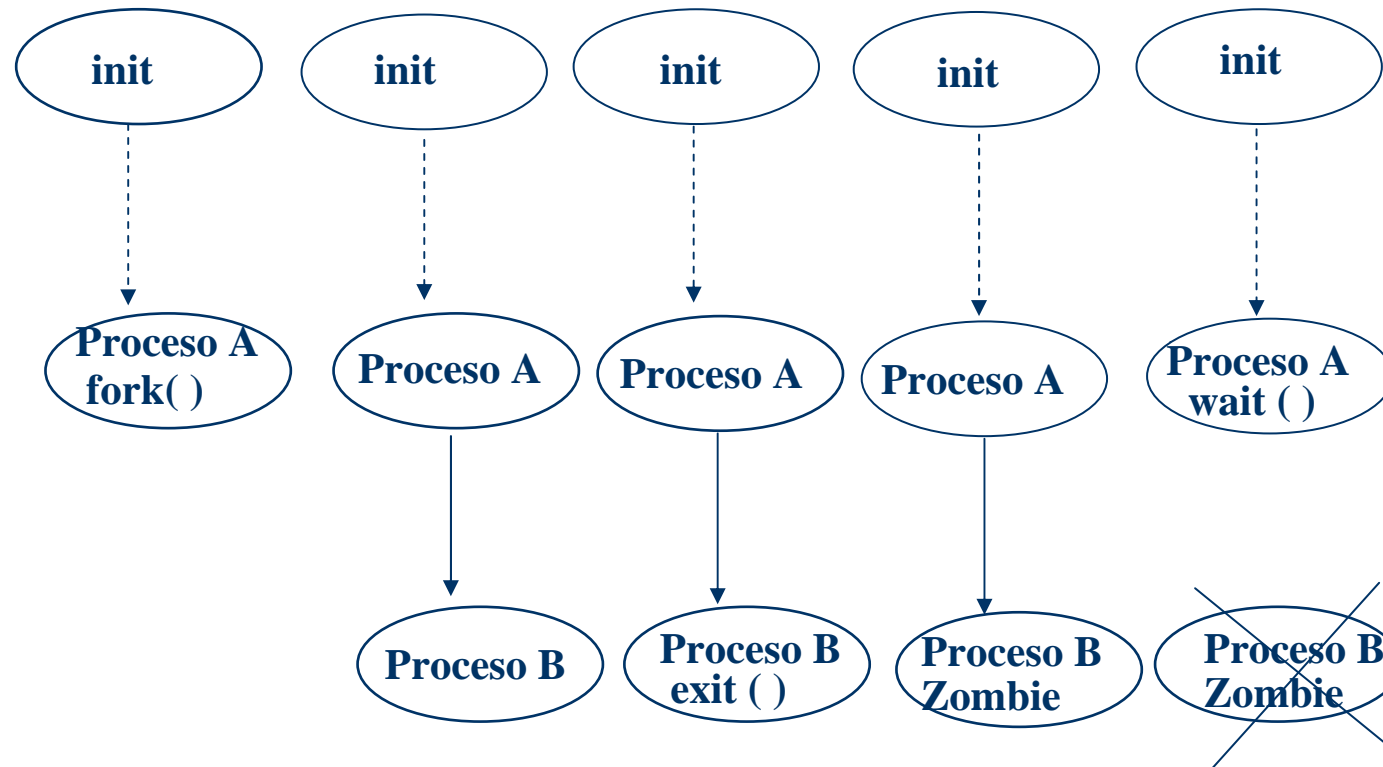 init
init
init
init
init
Proceso A
fork( )
Proceso A
Proceso A
Proceso A
Proceso A
wait ( )
Proceso B
Proceso B
exit ( )
Proceso B
Zombie
Proceso B
Zombie